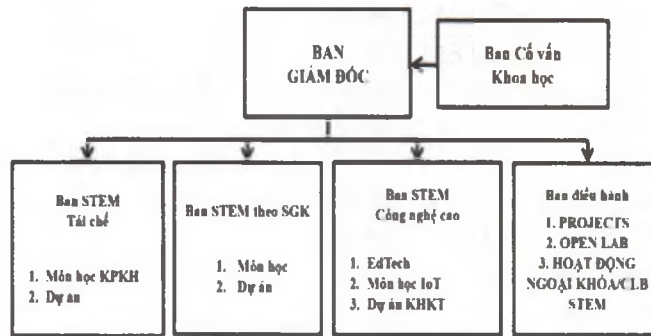 BAN
GIÁM ĐỐC
Ban Cố vấn
Khoa học
Ban STEM
Tái chế
1. Môn học KPKH
2. Dự án
Ban STEM theo SGK
1. Môn học
2. Dự án
Ban STEM
Công nghệ cao
1. EdTech
2. Môn học IoT
3. Dự án KHKT
Ban điều hành
1. PROJECTS
2. OPEN LAB
3. HOẠT ĐỘNG
NGOẠI KHÓA/CLB
STEM